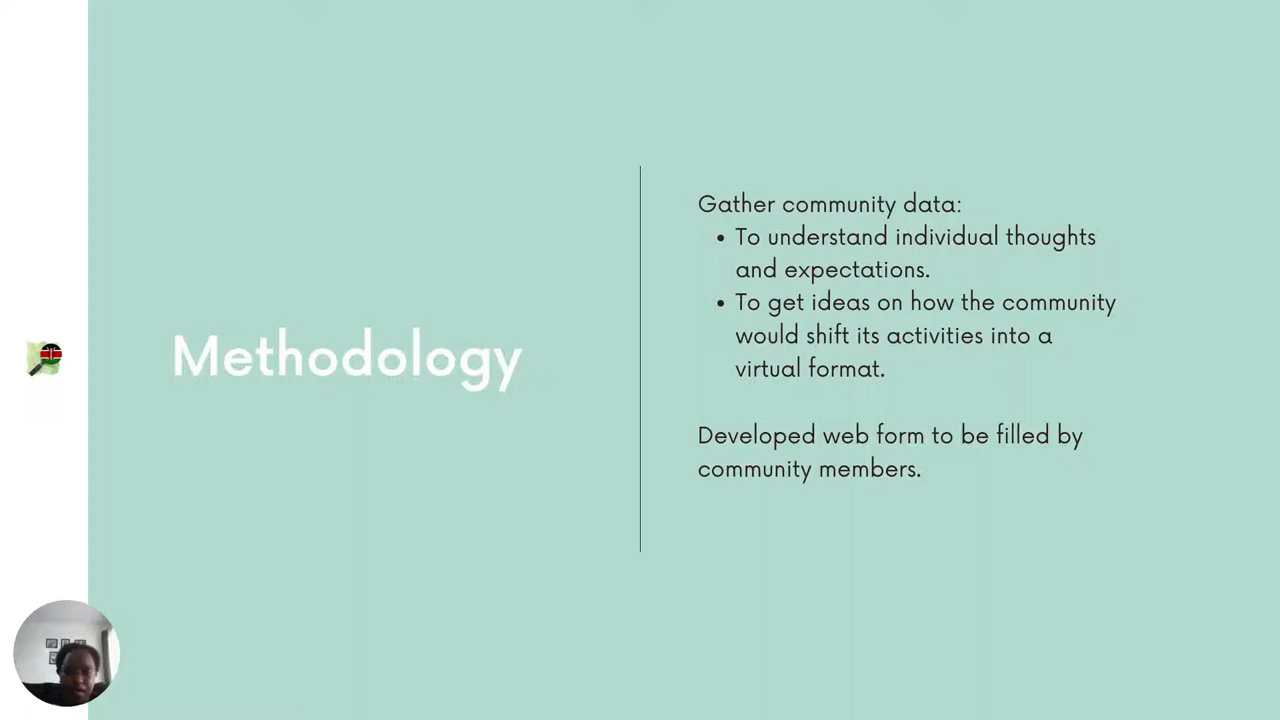 Methodology
Gather community data:
• To understand individual thoughts
and expectations.
• To get ideas on how the community
would shift its activities into a
virtual format.
Developed web form to be filled by
community members.